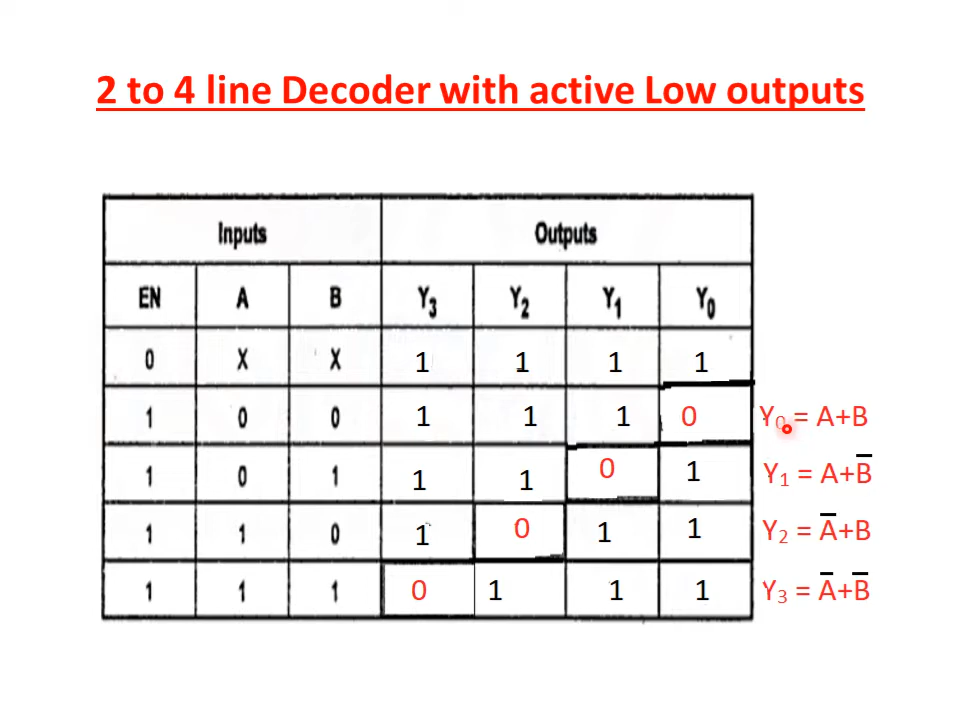 2 to 4 line Decoder with active Low outputs
Inputs Outputs
EN A B Y₃ Y₂ Y₁ Y₀
0 X X 1 1 1 1
1 0 0 1 1 1 0 Y₀ = A+B
1 0 1 1 1 0 1 Y₁ = A+B̅
1 1 0 1 0 1 1 Y₂ = A̅+B
1 1 1 0 1 1 1 Y₃ = A̅+B̅